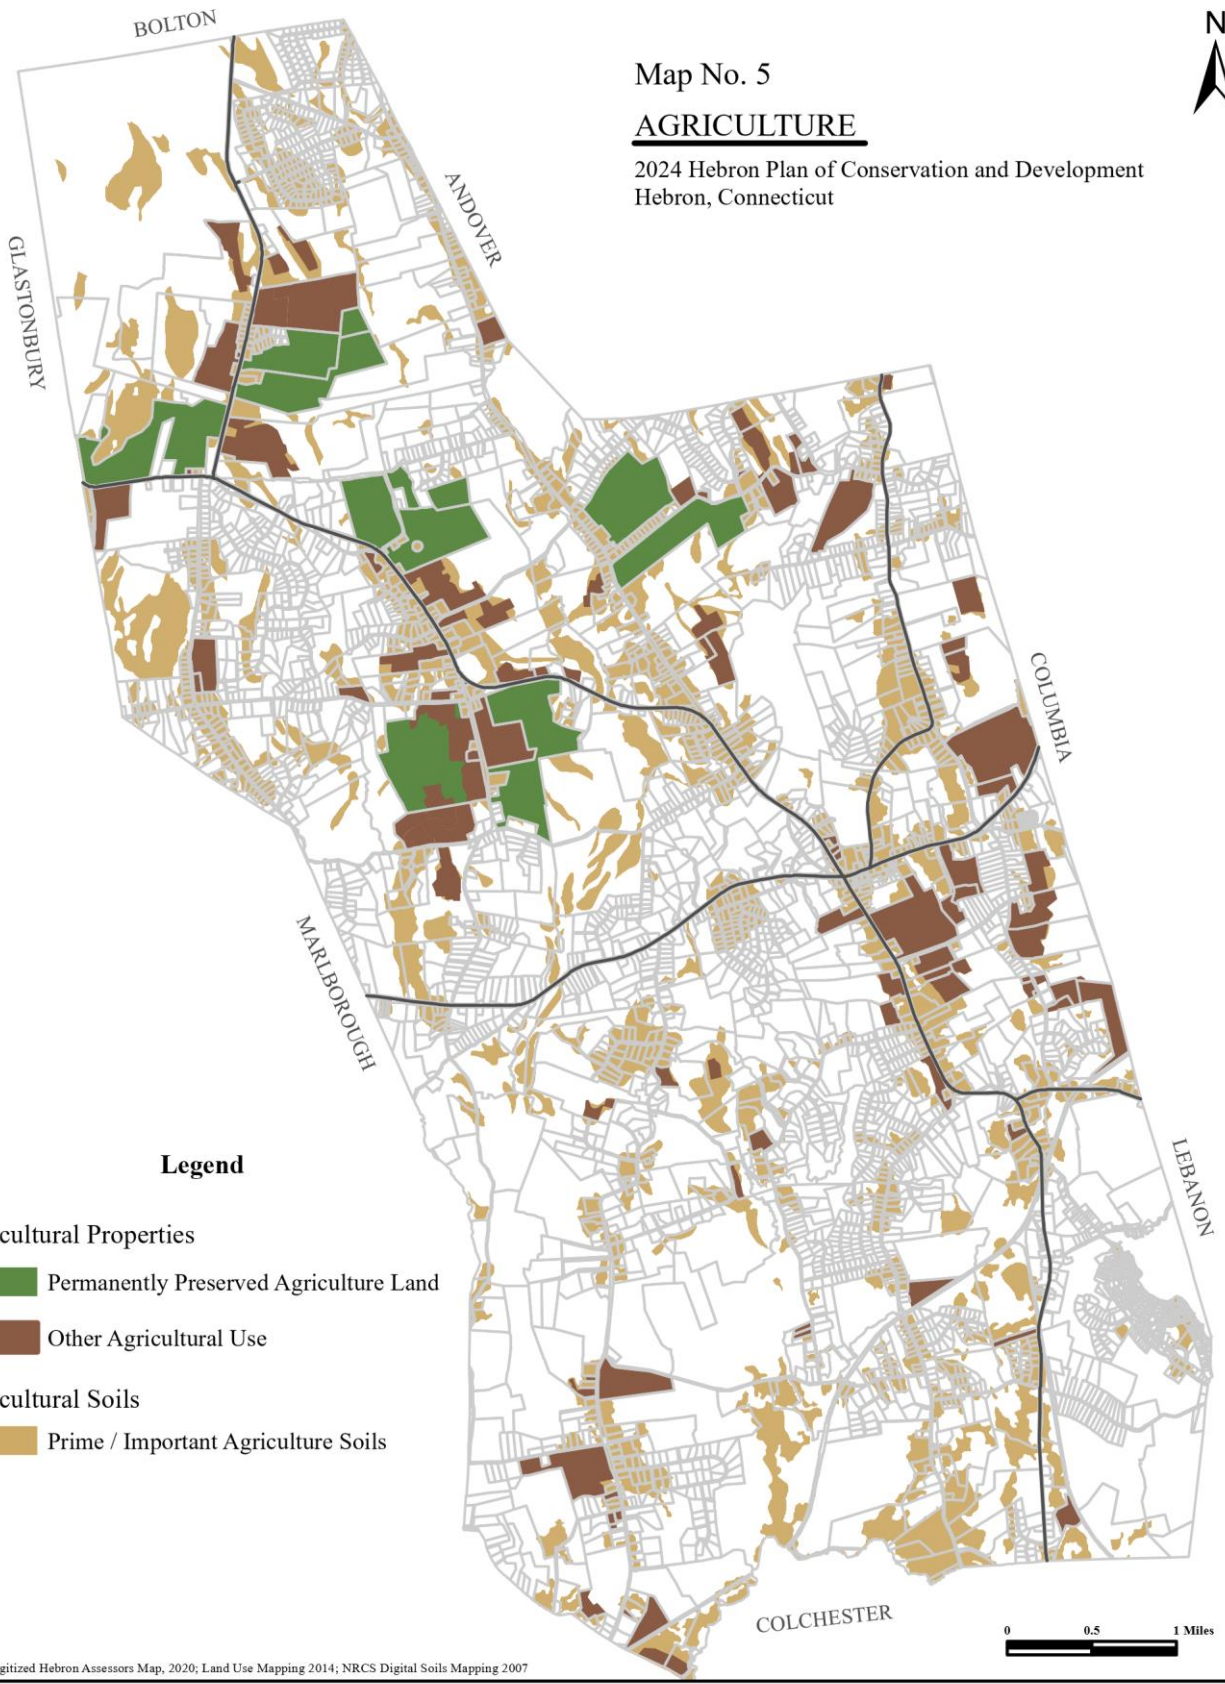 BOLTON
N
Map No. 5
AGRICULTURE
2024 Hebron Plan of Conservation and Development
Hebron, Connecticut
ANDOVER
GLASTONBURY
COLUMBIA
MARLBOROUGH
LEBANON
Legend
cultural Properties
Permanently Preserved Agriculture Land
Other Agricultural Use
cultural Soils
Prime / Important Agriculture Soils
COLCHESTER
0 0.5 1 Miles
gitized Hebron Assessors Map, 2020; Land Use Mapping 2014; NRCS Digital Soils Mapping 2007